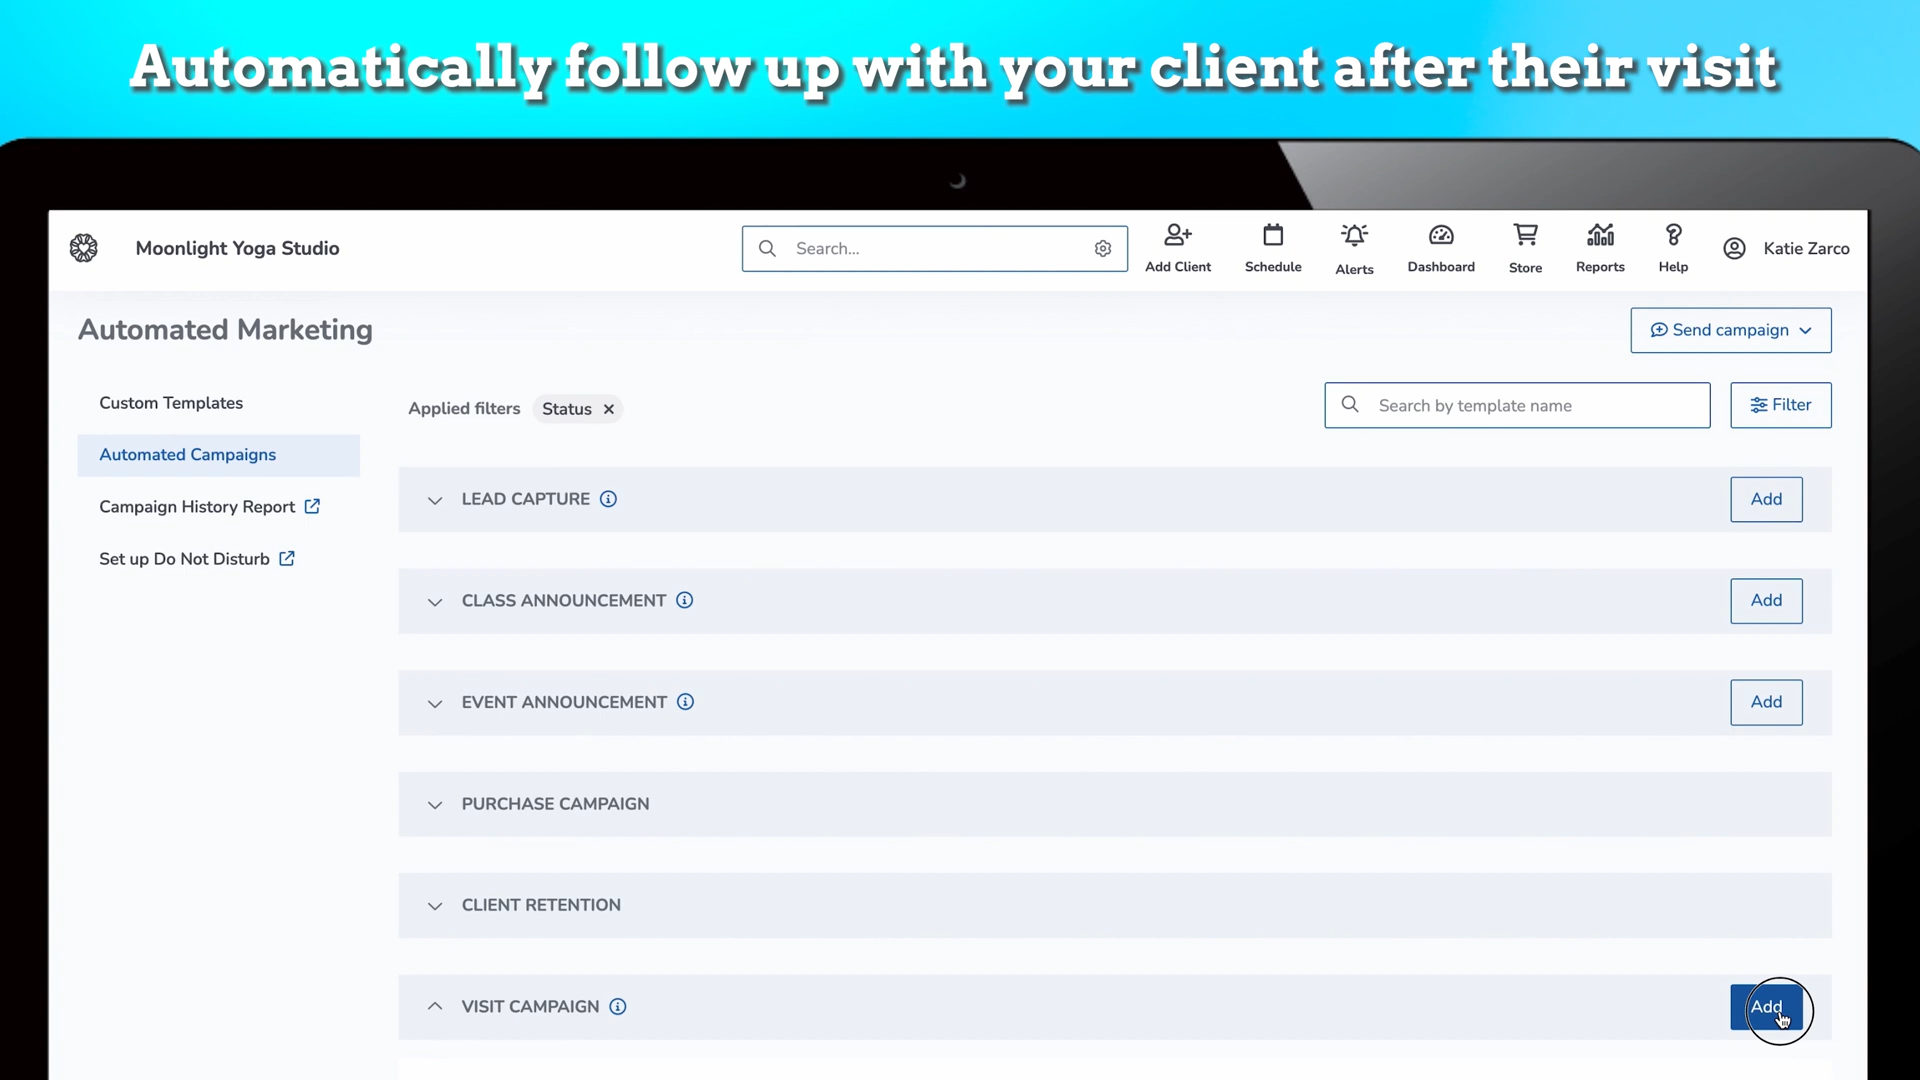 Automatically follow up with your client after their visit
Moonlight Yoga Studio
Search...
Add Client
Schedule
Alerts
Dashboard
Store
Reports
Help
Katie Zarco
Automated Marketing
Send campaign
Custom Templates
Automated Campaigns
Campaign History Report
Set up Do Not Disturb
Applied filters
Status
Search by template name
Filter
LEAD CAPTURE
Add
CLASS ANNOUNCEMENT
Add
EVENT ANNOUNCEMENT
Add
PURCHASE CAMPAIGN
CLIENT RETENTION
VISIT CAMPAIGN
Add